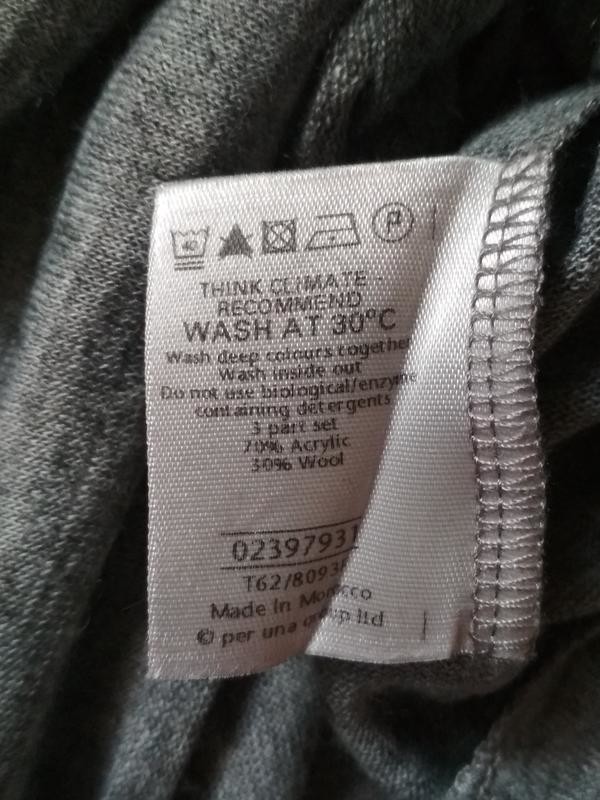 40 P
THINK CLIMATE -
RECOMMEND
WASH AT 30°C
Wash deep colours together
Wash inside out
Do not use biological/enzyme
containing detergents
3 part set
70% Acrylic
30% Wool
02397931
T62/8093
Made In Morocco
© per una group ltd